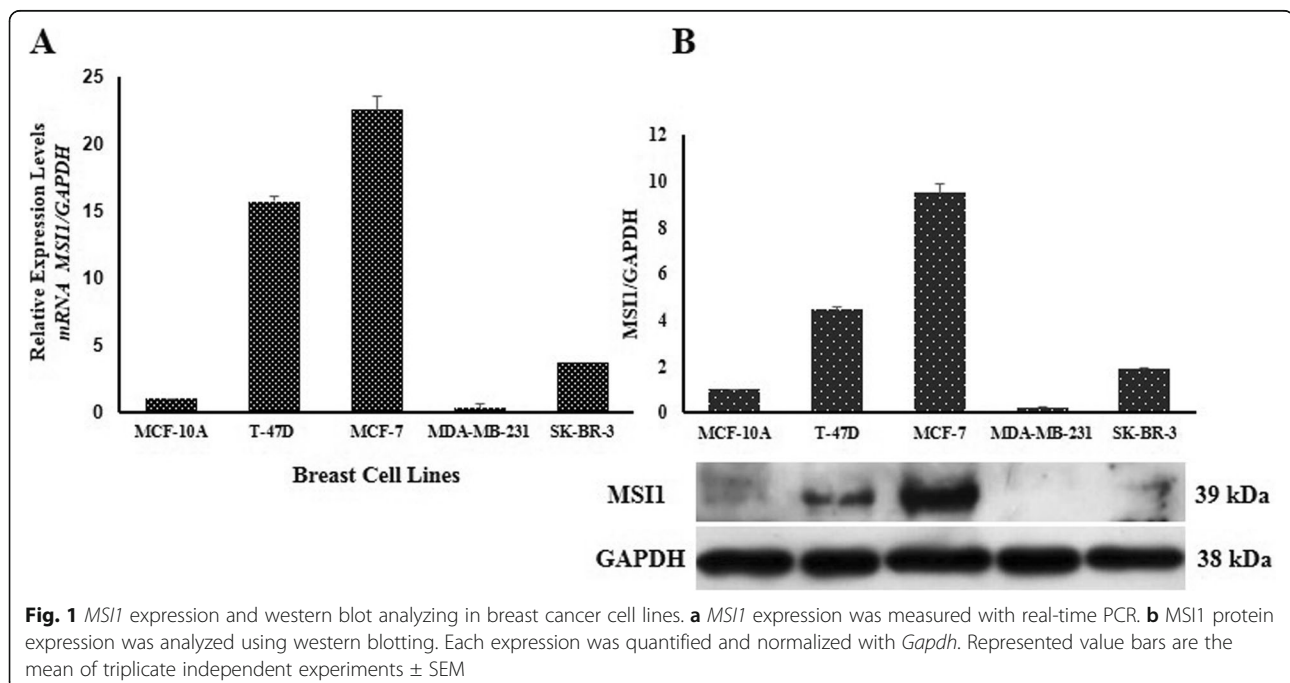 A
25
20
15
10
5
0
Relative Expression Levels
mRNA MSI1/GAPDH
MCF-10A T-47D MCF-7 MDA-MB-231 SK-BR-3
Breast Cell Lines
B
12
10
8
6
4
2
0
MSI1/GAPDH
MCF-10A T-47D MCF-7 MDA-MB-231 SK-BR-3
MSI1 39 kDa
GAPDH 38 kDa
Fig. 1 MSI1 expression and western blot analyzing in breast cancer cell lines. a MSI1 expression was measured with real-time PCR. b MSI1 protein
expression was analyzed using western blotting. Each expression was quantified and normalized with Gapdh. Represented value bars are the
mean of triplicate independent experiments ± SEM